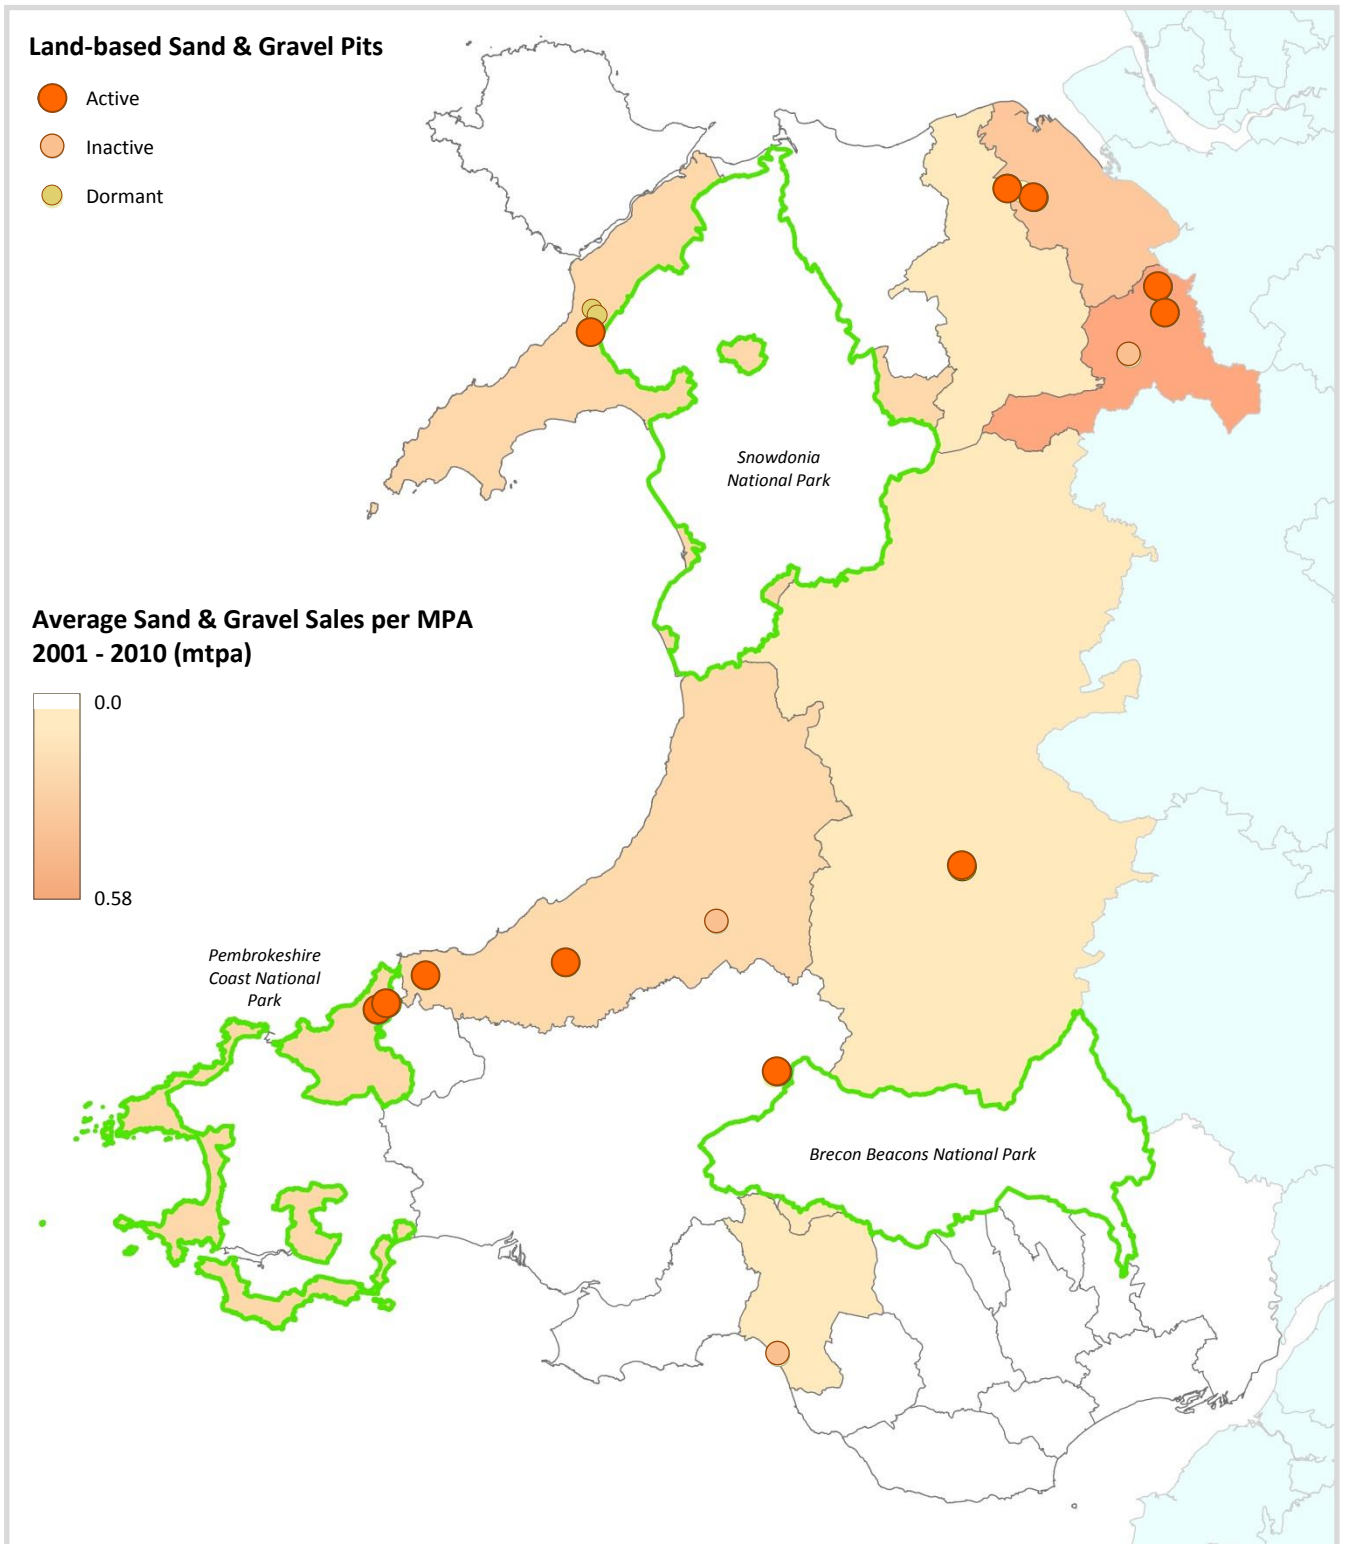 Land-based Sand & Gravel Pits
Active
Inactive
Dormant
Snowdonia
National Park
Average Sand & Gravel Sales per MPA
2001 - 2010 (mtpa)
0.0
0.58
Pembrokeshire
Coast National
Park
Brecon Beacons National Park